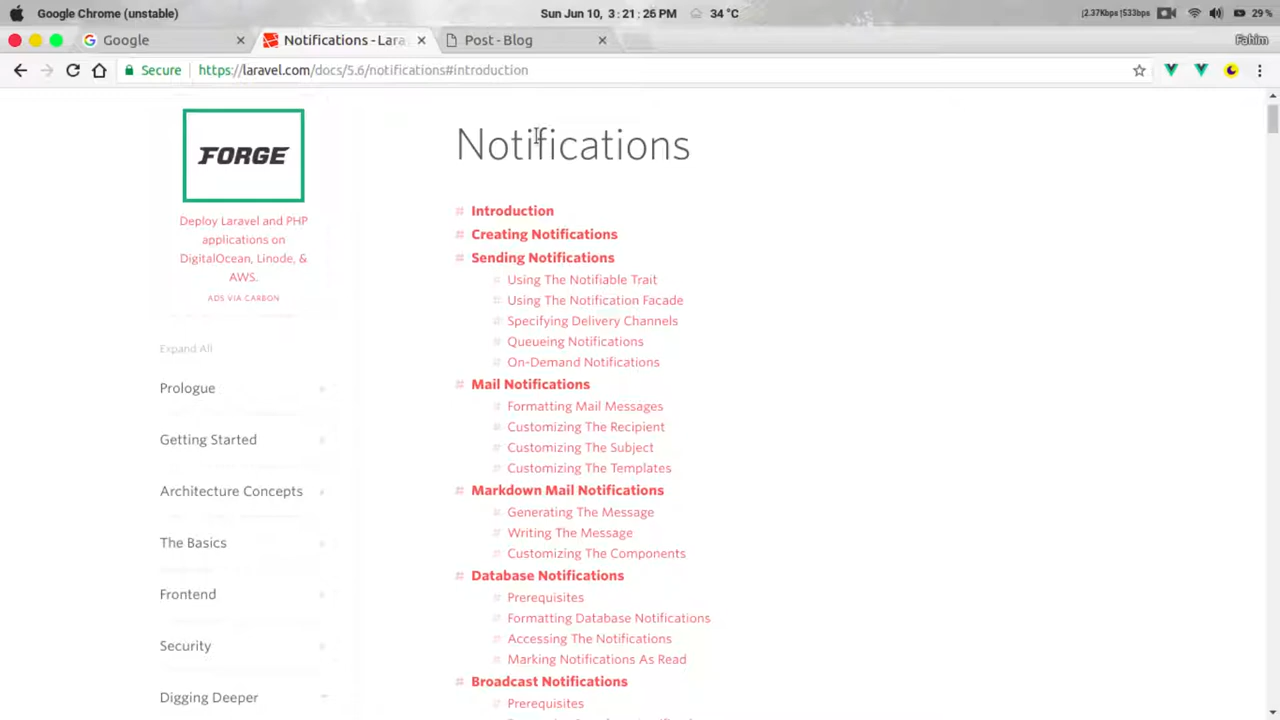 Google Chrome (unstable)
Sun Jun 10, 3:21:26 PM 34 °C
|2.37Kbps|533bps 29 %
Google
Notifications - Lara
Post - Blog
Fahim
Secure
https://laravel.com/docs/5.6/notifications#introduction
FORGE
Deploy Laravel and PHP
applications on
DigitalOcean, Linode, &
AWS.
ADS VIA CARBON
Expand All
Prologue
Getting Started
Architecture Concepts
The Basics
Frontend
Security
Digging Deeper
Notifications
# Introduction
# Creating Notifications
# Sending Notifications
# Using The Notifiable Trait
# Using The Notification Facade
# Specifying Delivery Channels
# Queueing Notifications
# On-Demand Notifications
# Mail Notifications
# Formatting Mail Messages
# Customizing The Recipient
# Customizing The Subject
# Customizing The Templates
# Markdown Mail Notifications
# Generating The Message
# Writing The Message
# Customizing The Components
# Database Notifications
# Prerequisites
# Formatting Database Notifications
# Accessing The Notifications
# Marking Notifications As Read
# Broadcast Notifications
# Prerequisites